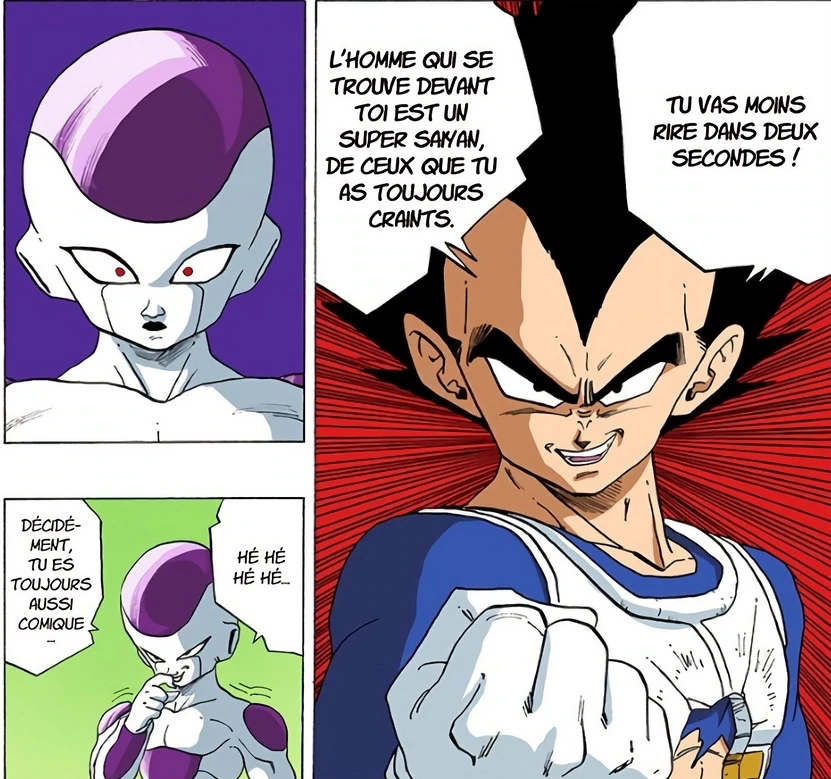 TU VAS MOINS
RIRE DANS DEUX
SECONDES !
L'HOMME QUI SE
TROUVE DEVANT
TOI EST UN
SUPER SAIYAN,
DE CEUX QUE TU
AS TOUJOURS
CRAINTS.
HÉ HÉ
HÉ HÉ...
DÉCIDÉ-
MENT,
TU ES
TOUJOURS
AUSSI
COMIQUE
...